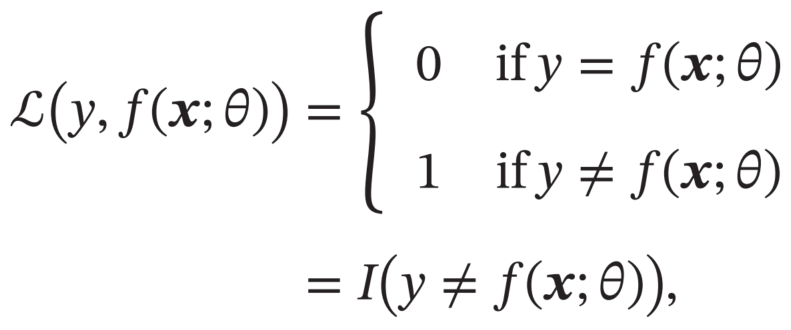 ℒ(y, f(𝒙; θ)) = { 0 if y = f(𝒙; θ)
1 if y ≠ f(𝒙; θ)
= I(y ≠ f(𝒙; θ)),